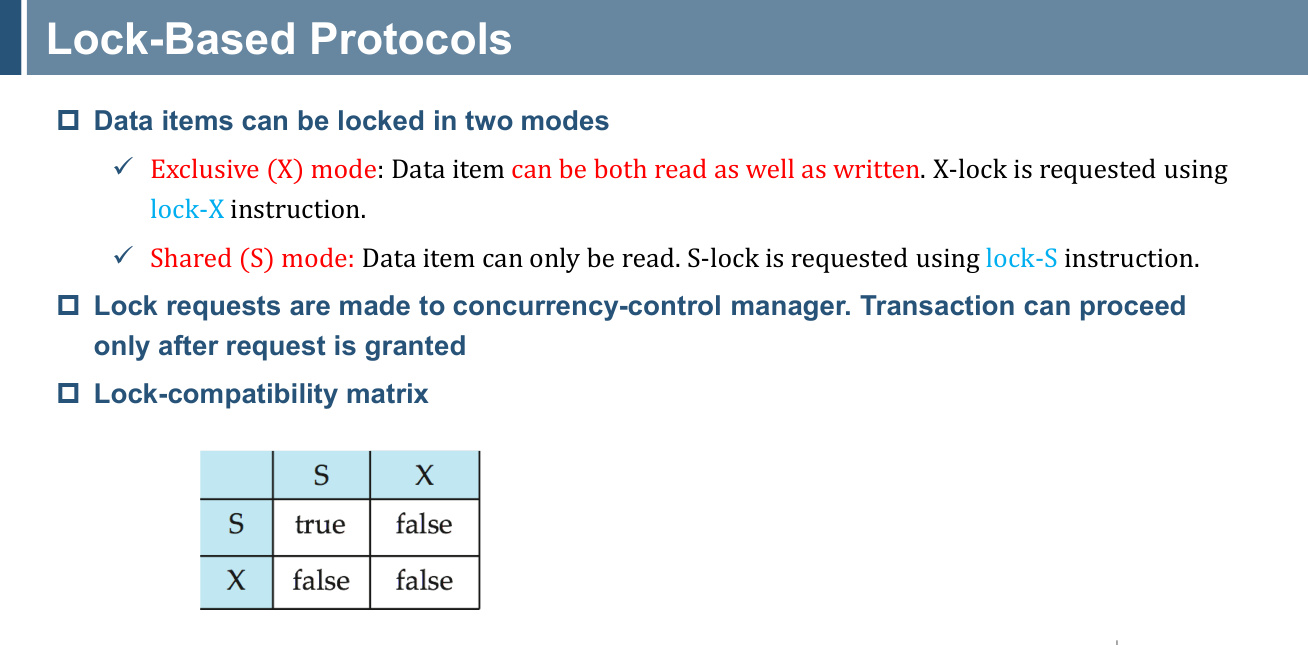 Lock-Based Protocols
Data items can be locked in two modes
Exclusive (X) mode: Data item can be both read as well as written. X-lock is requested using
lock-X instruction.
Shared (S) mode: Data item can only be read. S-lock is requested using lock-S instruction.
Lock requests are made to concurrency-control manager. Transaction can proceed
only after request is granted
Lock-compatibility matrix
S X
S true false
X false false